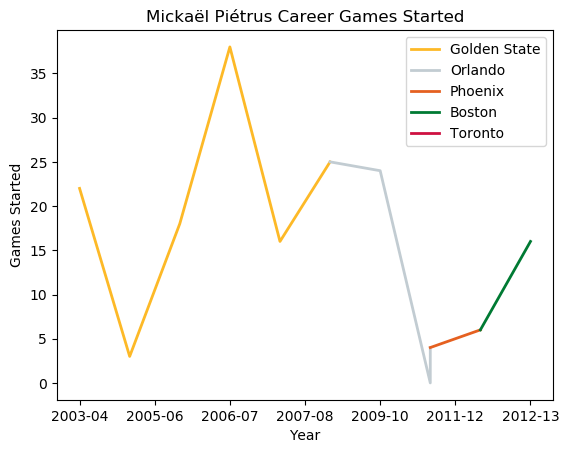 Mickaël Piétrus Career Games Started
Golden State
Orlando
Phoenix
Boston
Toronto
Games Started
35
30
25
20
15
10
5
0
2003-04 2005-06 2006-07 2007-08 2009-10 2011-12 2012-13
Year